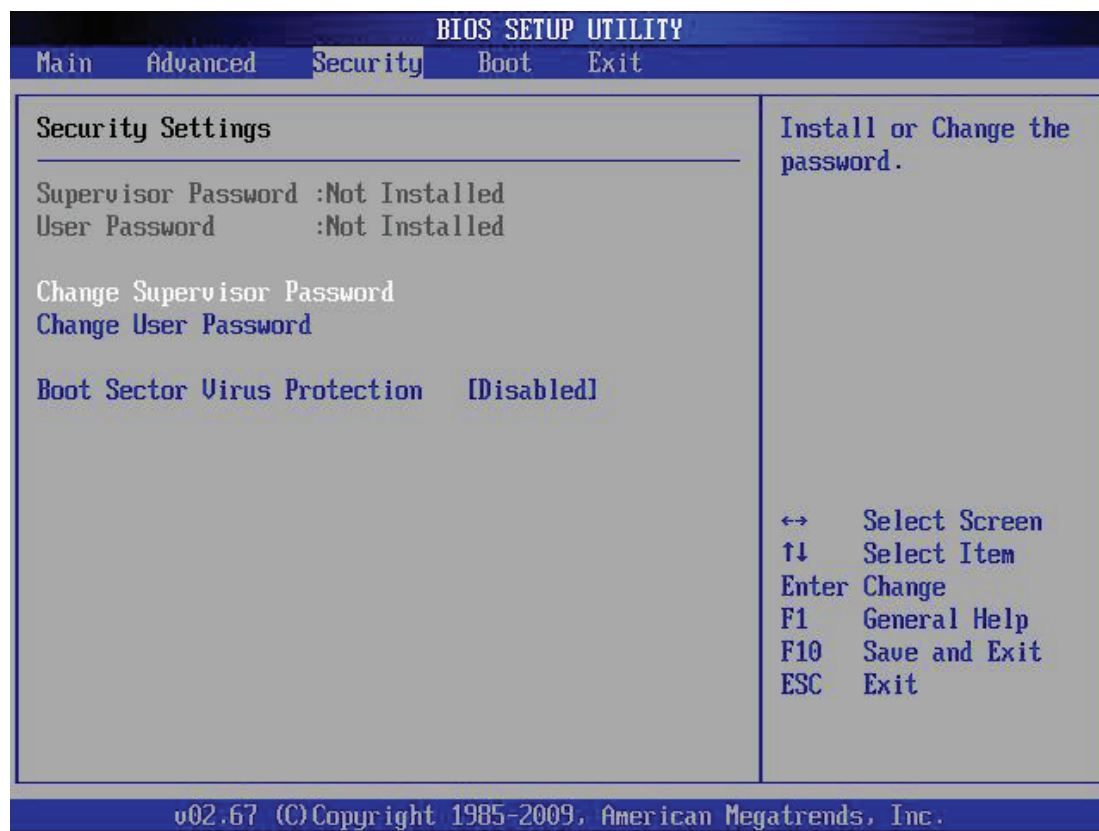 BIOS SETUP UTILITY
Main Advanced Security Boot Exit
Security Settings
Supervisor Password :Not Installed
User Password :Not Installed
Change Supervisor Password
Change User Password
Boot Sector Virus Protection [Disabled]
Install or Change the
password.
←→ Select Screen
↑↓ Select Item
Enter Change
F1 General Help
F10 Save and Exit
ESC Exit
v02.67 (C)Copyright 1985-2009, American Megatrends, Inc.